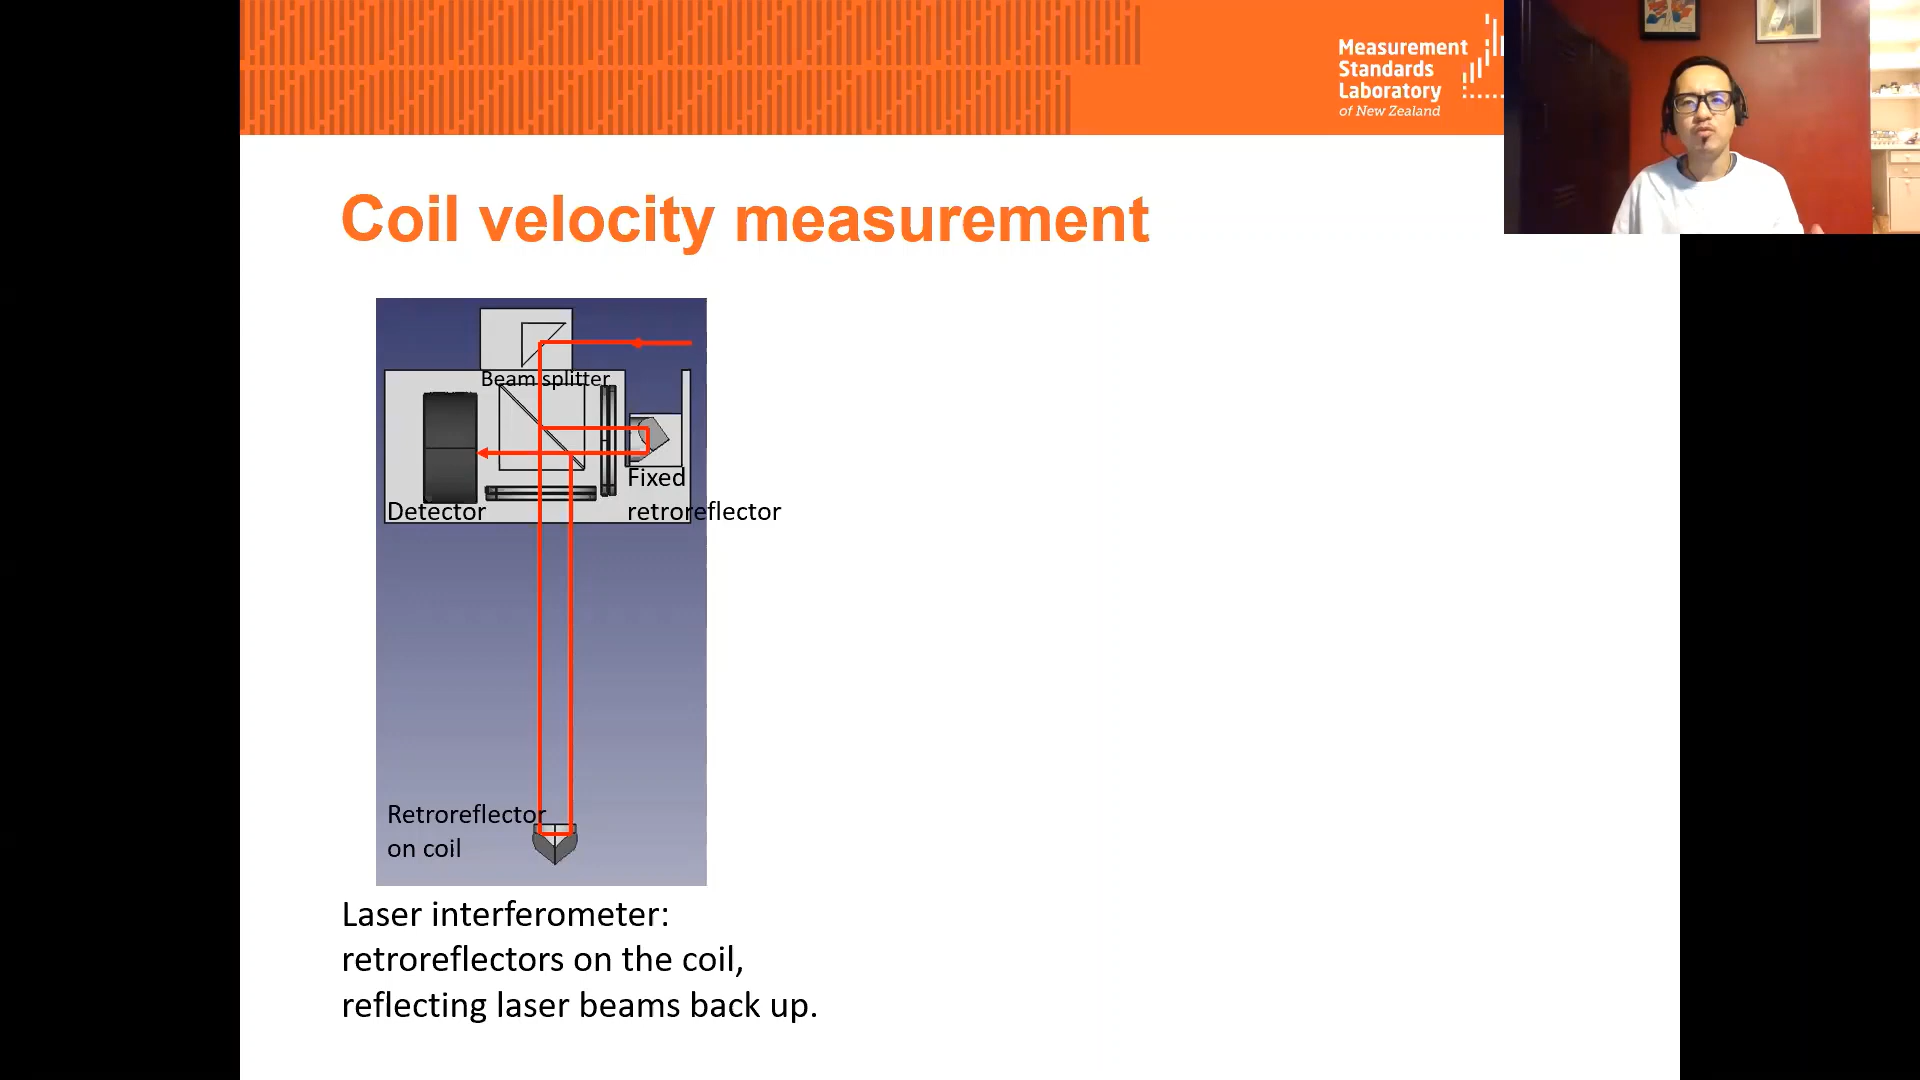 Measurement
Standards
Laboratory
of New Zealand
Coil velocity measurement
Beam splitter
Fixed
retroreflector
Detector
Retroreflector
on coil
Laser interferometer:
retroreflectors on the coil,
reflecting laser beams back up.